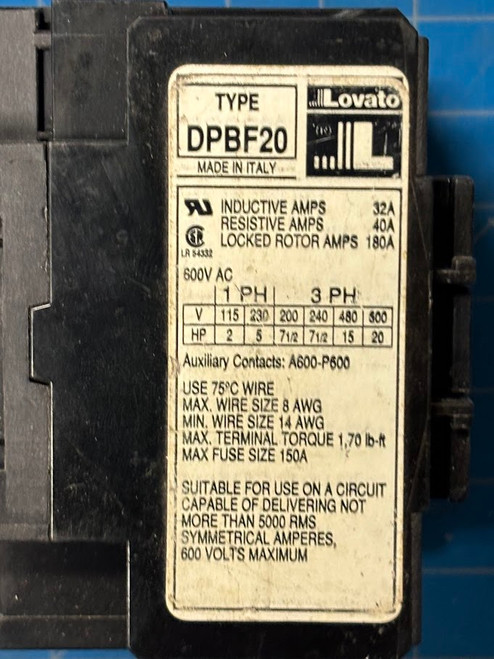 TYPE
DPBF20
MADE IN ITALY
Lovato
(R)
L
INDUCTIVE AMPS 32A
RESISTIVE AMPS 40A
LOCKED ROTOR AMPS 180A
LR 54332
600V AC
1 PH 3 PH
V 115 230 200 240 480 600
HP 2 5 7 1/2 7 1/2 15 20
Auxiliary Contacts: A600-P600
USE 75°C WIRE
MAX. WIRE SIZE 8 AWG
MIN. WIRE SIZE 14 AWG
MAX. TERMINAL TORQUE 1,70 lb-ft
MAX FUSE SIZE 150A
SUITABLE FOR USE ON A CIRCUIT
CAPABLE OF DELIVERING NOT
MORE THAN 5000 RMS
SYMMETRICAL AMPERES,
600 VOLTS MAXIMUM